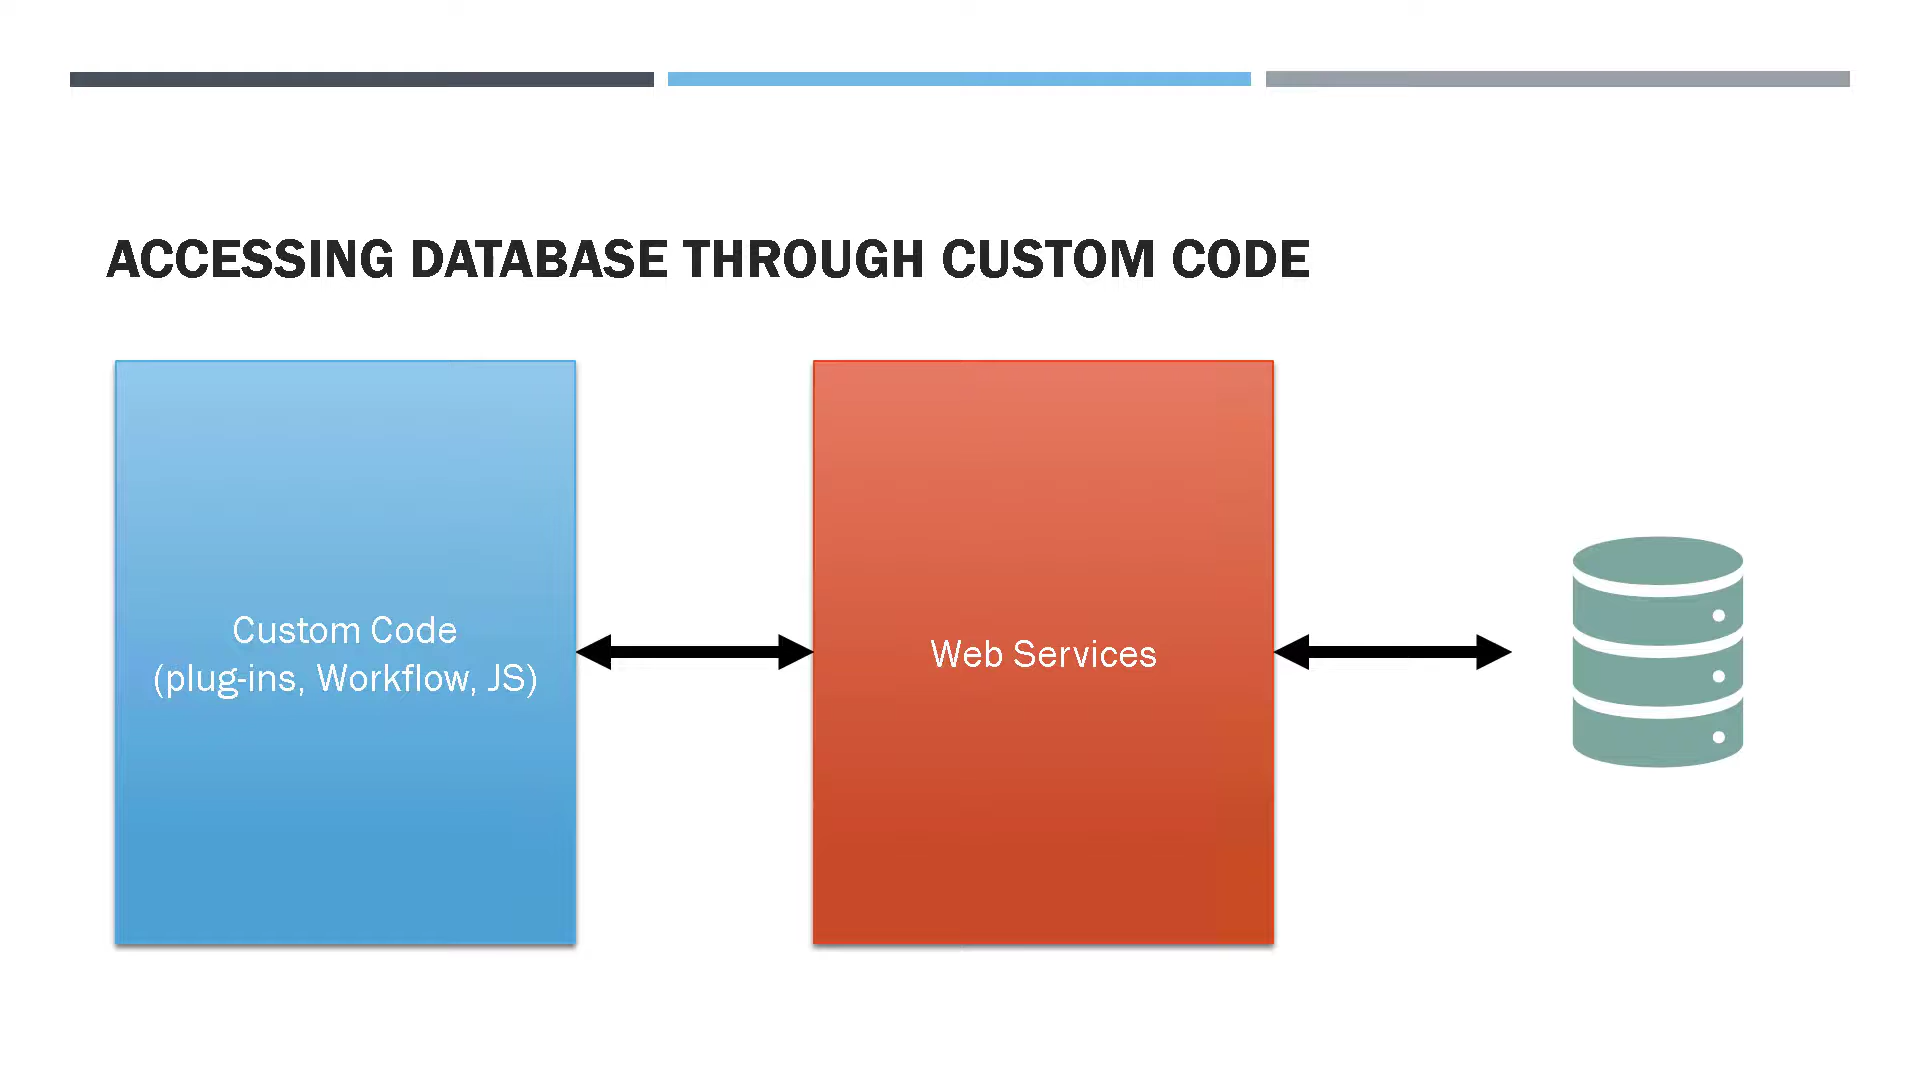 ACCESSING DATABASE THROUGH CUSTOM CODE
Custom Code
(plug-ins, Workflow, JS)
Web Services